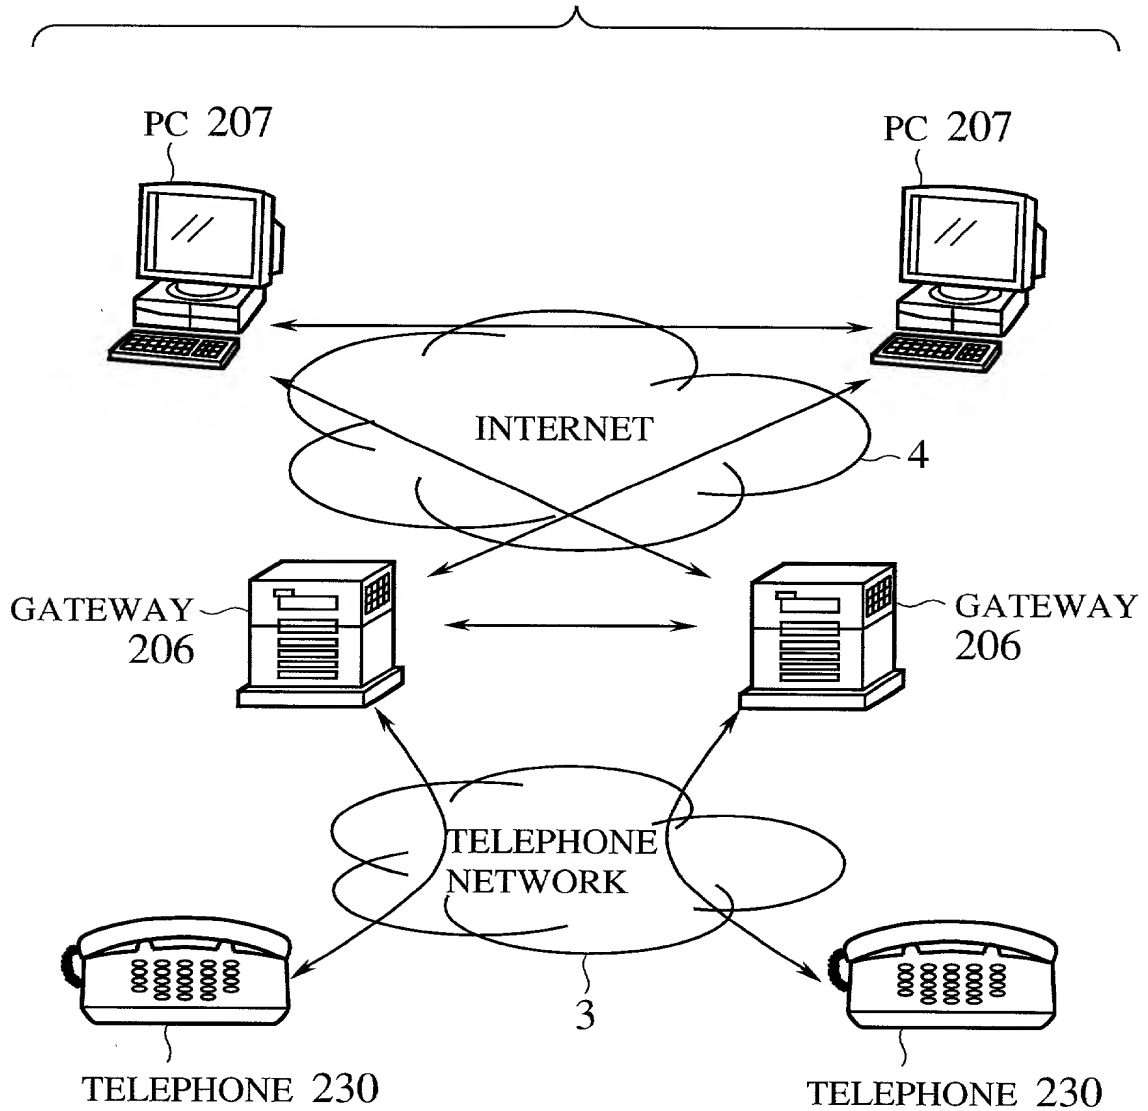 PC 207
PC 207
INTERNET
4
GATEWAY
206
GATEWAY
206
TELEPHONE
NETWORK
3
TELEPHONE 230
TELEPHONE 230